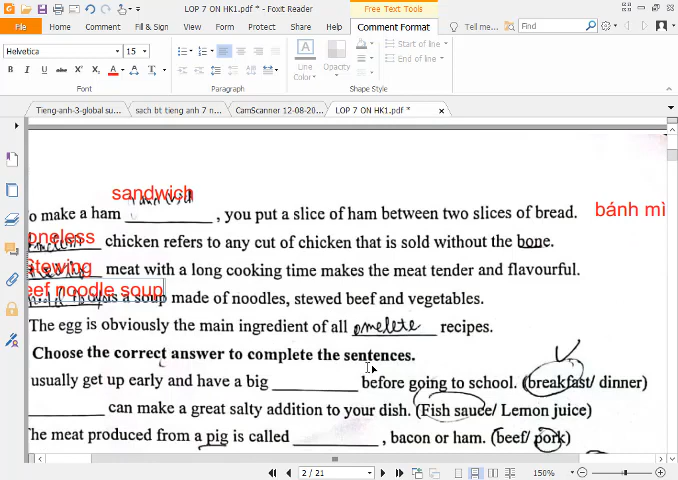 LOP 7 ON HK1.pdf * - Foxit Reader
Free Text Tools
File Home Comment Fill & Sign View Form Protect Share Help Comment Format Tell me... Find
Helvetica 15
Start of line
End of line
B I U
Line Color
Opacity
Font Paragraph Shape Style
Tieng-anh-3-global su... sach bt tieng anh 7 n... CamScanner 12-08-20... LOP 7 ON HK1.pdf *
sandwich
o make a ham ________, you put a slice of ham between two slices of bread.
bánh mì
oneless chicken refers to any cut of chicken that is sold without the bone.
Stewing meat with a long cooking time makes the meat tender and flavourful.
eef noodle soup is a soup made of noodles, stewed beef and vegetables.
The egg is obviously the main ingredient of all omelete recipes.
Choose the correct answer to complete the sentences.
usually get up early and have a big ________ before going to school. (breakfast/ dinner)
________ can make a great salty addition to your dish. (Fish sauce/ Lemon juice)
The meat produced from a pig is called ________, bacon or ham. (beef/ pork)
2 / 21 150%